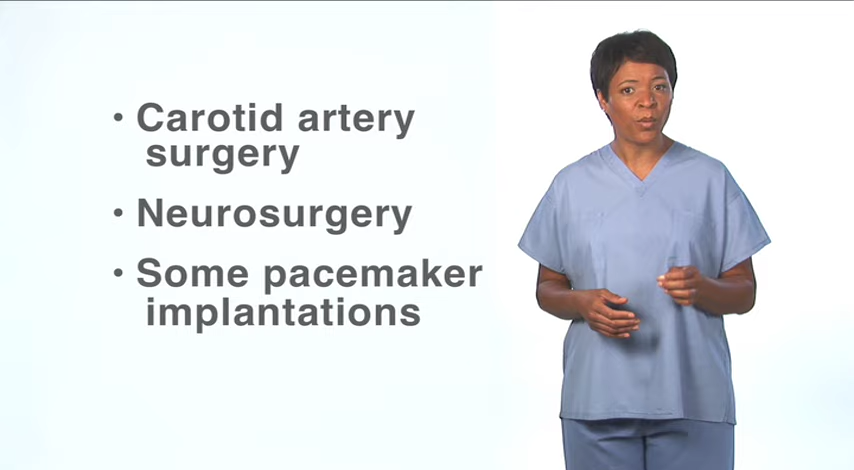 • Carotid artery
surgery
• Neurosurgery
• Some pacemaker
implantations